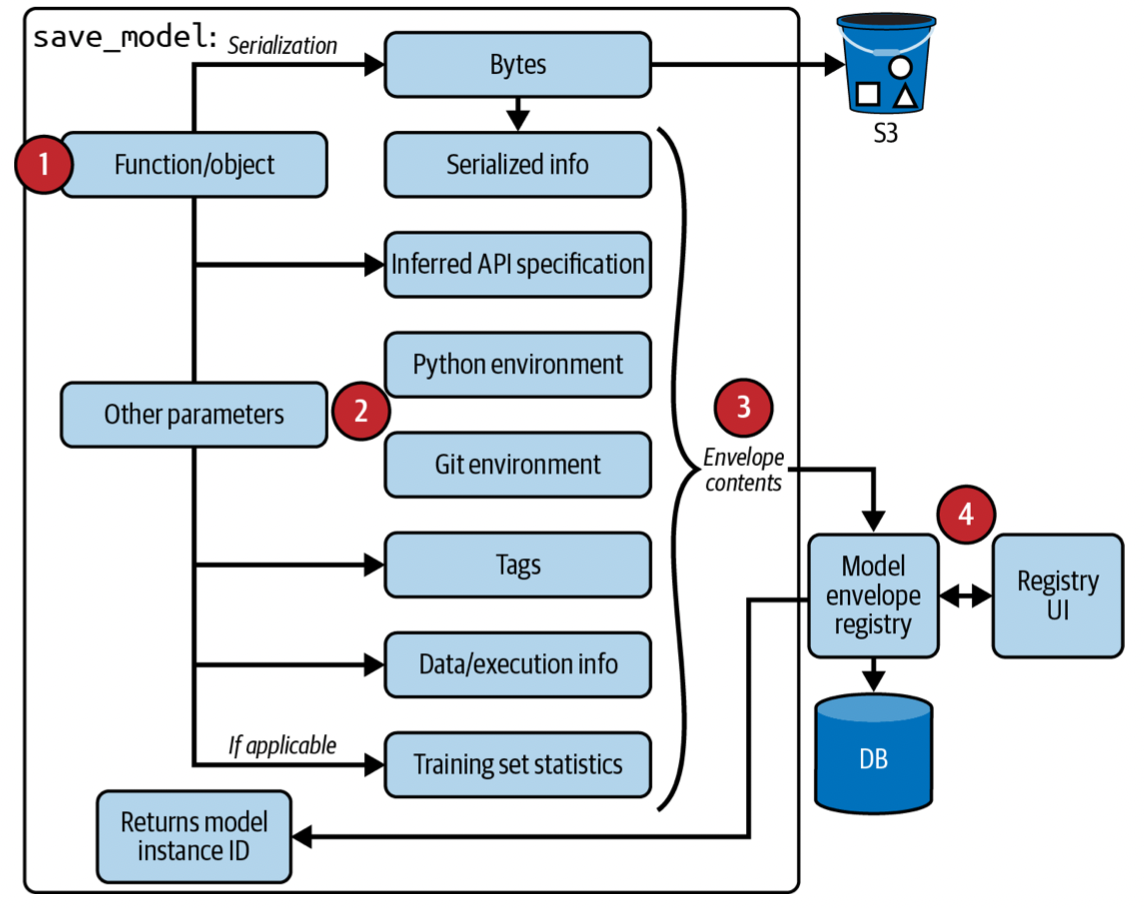 save_model:
Serialization
Bytes
S3
1
Function/object
Serialized info
Inferred API specification
Python environment
Other parameters
2
3
Git environment
Envelope
contents
4
Tags
Model
envelope
registry
Registry
UI
Data/execution info
If applicable
Training set statistics
DB
Returns model
instance ID